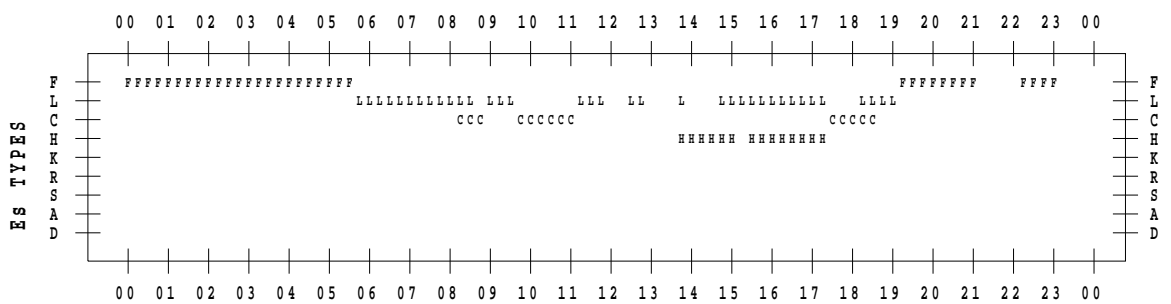 00 01 02 03 04 05 06 07 08 09 10 11 12 13 14 15 16 17 18 19 20 21 22 23 00
F FFFFFFFFFFFFFFFFFFFFFFF FFFFFFFF FFFF F
L LLLLLLLLLLLL LLL LLL LL L LLLLLLLLLLL LLLL L
C CCC CCCCCC CCCCC C
H HHHHHH HHHHHHHH H
K K
R R
S S
A A
D D
Es TYPES
00 01 02 03 04 05 06 07 08 09 10 11 12 13 14 15 16 17 18 19 20 21 22 23 00